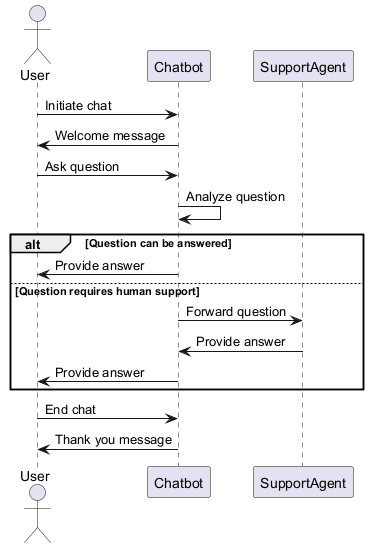 User
Chatbot
SupportAgent
Initiate chat
Welcome message
Ask question
Analyze question
alt
[Question can be answered]
Provide answer
[Question requires human support]
Forward question
Provide answer
Provide answer
End chat
Thank you message
User
Chatbot
SupportAgent